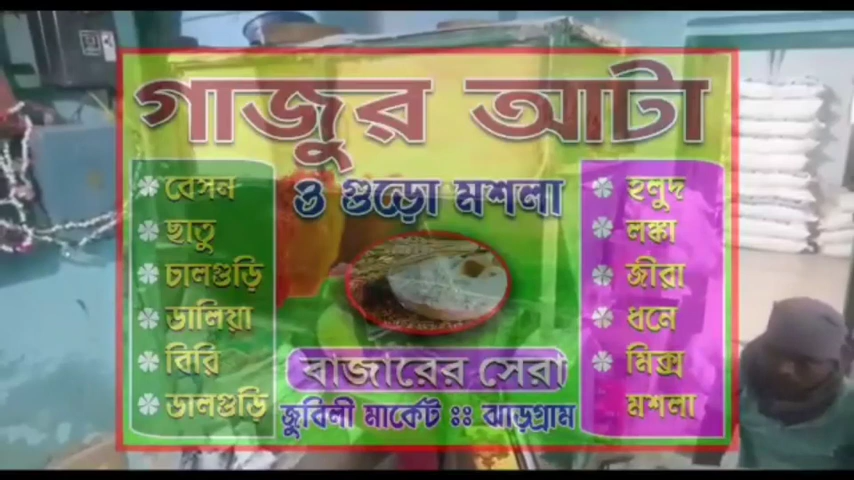 গাজুর আটা
ও গুড়ো মশলা
বেসন
ছাতু
চালগুড়ি
ডালিয়া
বিরি
ডালগুড়ি
হলুদ
লঙ্কা
জীরা
ধনে
মিক্স
মশলা
বাজারের সেরা
জুবিলী মার্কেট ঃঃ ঝাড়গ্রাম